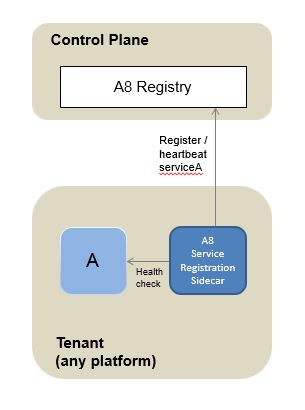 Control Plane
A8 Registry
Register /
heartbeat
serviceA
A
Health
check
A8
Service
Registration
Sidecar
Tenant
(any platform)